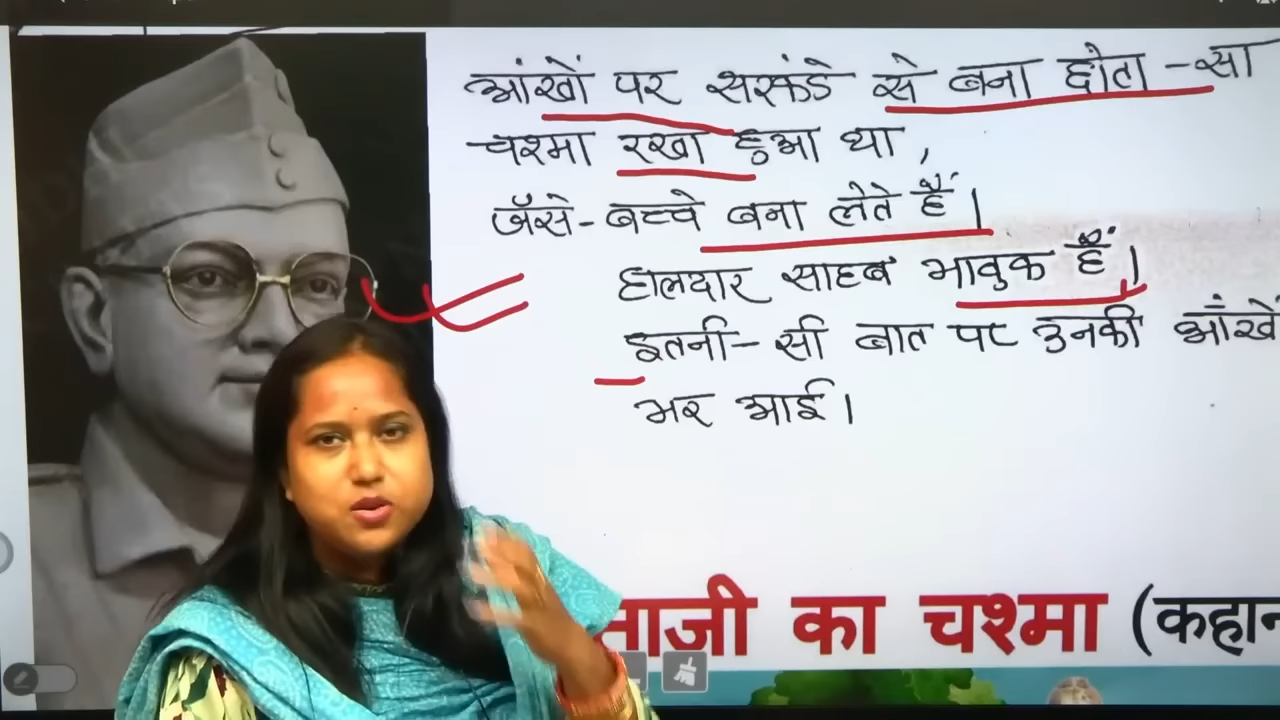 आंखों पर सरकंडे से बना छोटा-सा
चश्मा रखा हुआ था,
जैसे-बच्चे बना लेते हैं।
हालदार साहब भावुक हैं।
इतनी-सी बात पर उनकी आँखें
भर आई।
ताजी का चश्मा (कहान